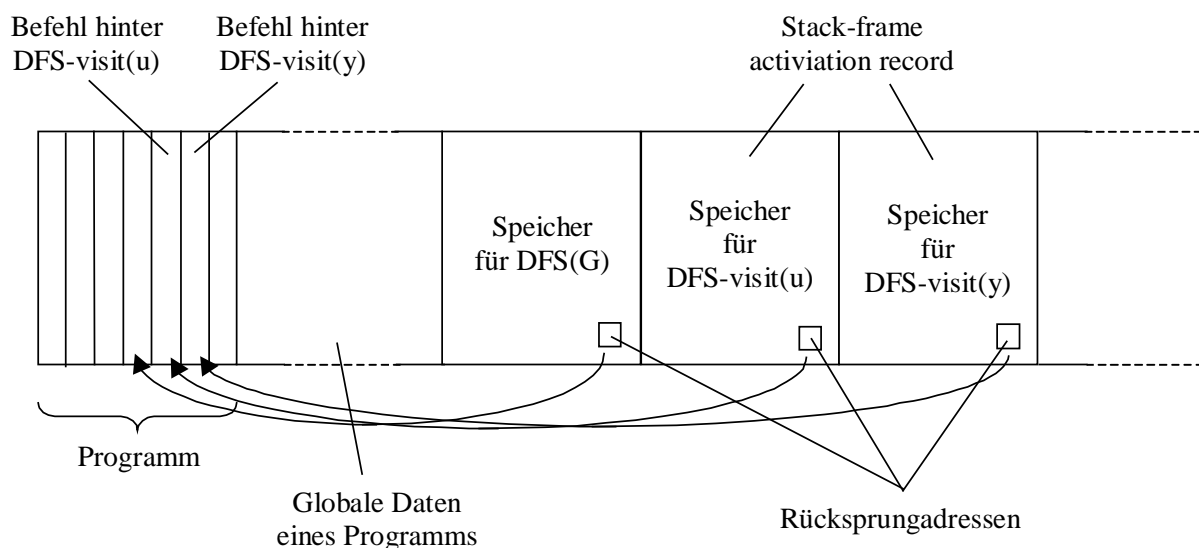 Befehl hinter
DFS-visit(u)
Befehl hinter
DFS-visit(y)
Stack-frame
activiation record
Speicher
für DFS(G)
Speicher
für
DFS-visit(u)
Speicher
für
DFS-visit(y)
Programm
Globale Daten
eines Programms
Rücksprungadressen